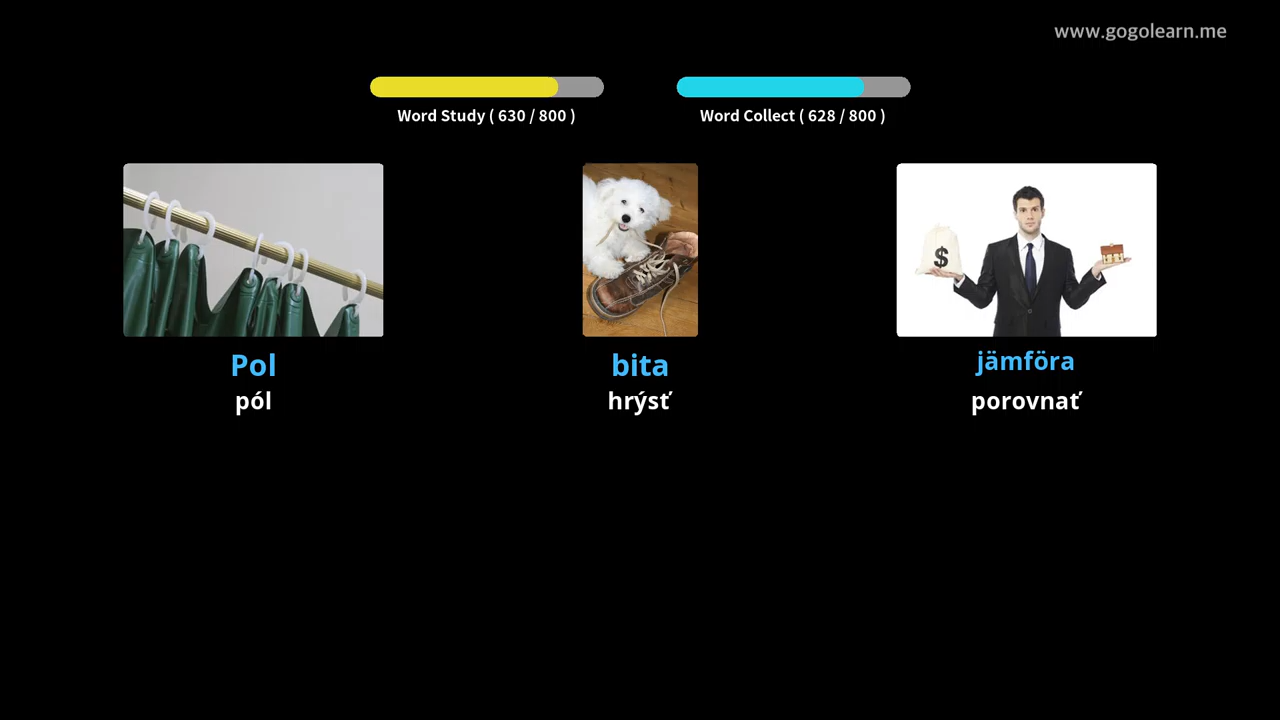 www.gogolearn.me
Word Study ( 630 / 800 )
Word Collect ( 628 / 800 )
$
Pol
pól
bita
hrýsť
jämföra
porovnať